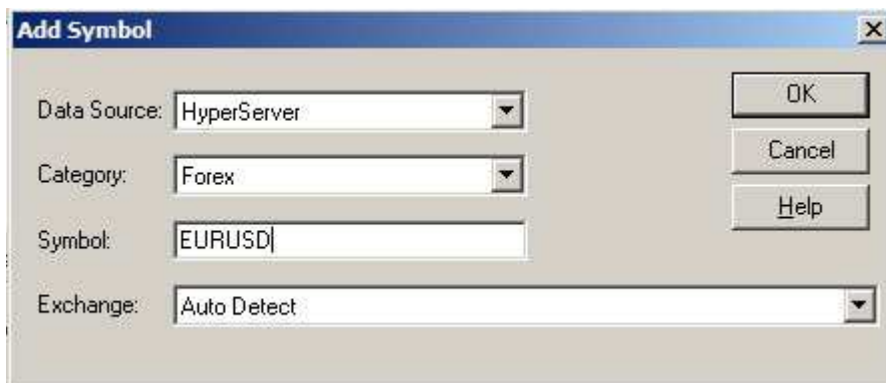 Add Symbol
Data Source: HyperServer
OK
Category: Forex
Cancel
Symbol: EURUSD
Help
Exchange: Auto Detect